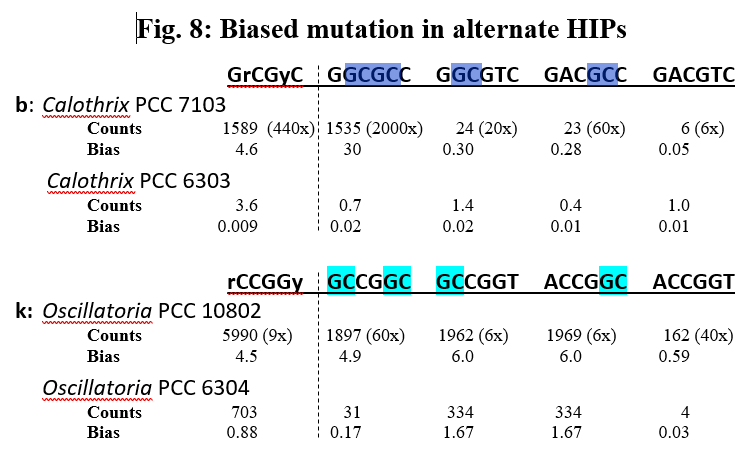 Fig. 8: Biased mutation in alternate HIPs
GrCGyC GGCGCC GGCGTC GACGCC GACGTC
b: Calothrix PCC 7103
Counts 1589 (440x) 1535 (2000x) 24 (20x) 23 (60x) 6 (6x)
Bias 4.6 30 0.30 0.28 0.05
Calothrix PCC 6303
Counts 3.6 0.7 1.4 0.4 1.0
Bias 0.009 0.02 0.02 0.01 0.01
rCCGGy GCCGGC GCCGGT ACCGGC ACCGGT
k: Oscillatoria PCC 10802
Counts 5990 (9x) 1897 (60x) 1962 (6x) 1969 (6x) 162 (40x)
Bias 4.5 4.9 6.0 6.0 0.59
Oscillatoria PCC 6304
Counts 703 31 334 334 4
Bias 0.88 0.17 1.67 1.67 0.03